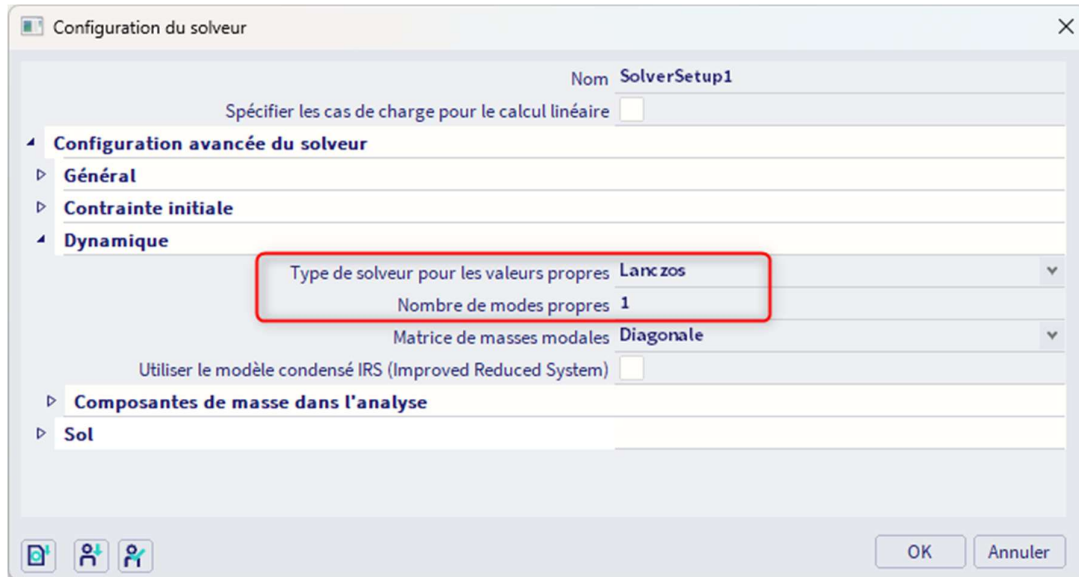 Configuration du solveur
Nom SolverSetup1
Spécifier les cas de charge pour le calcul linéaire
Configuration avancée du solveur
Général
Contrainte initiale
Dynamique
Type de solveur pour les valeurs propres Lanczos
Nombre de modes propres 1
Matrice de masses modales Diagonale
Utiliser le modèle condensé IRS (Improved Reduced System)
Composantes de masse dans l'analyse
Sol
OK Annuler